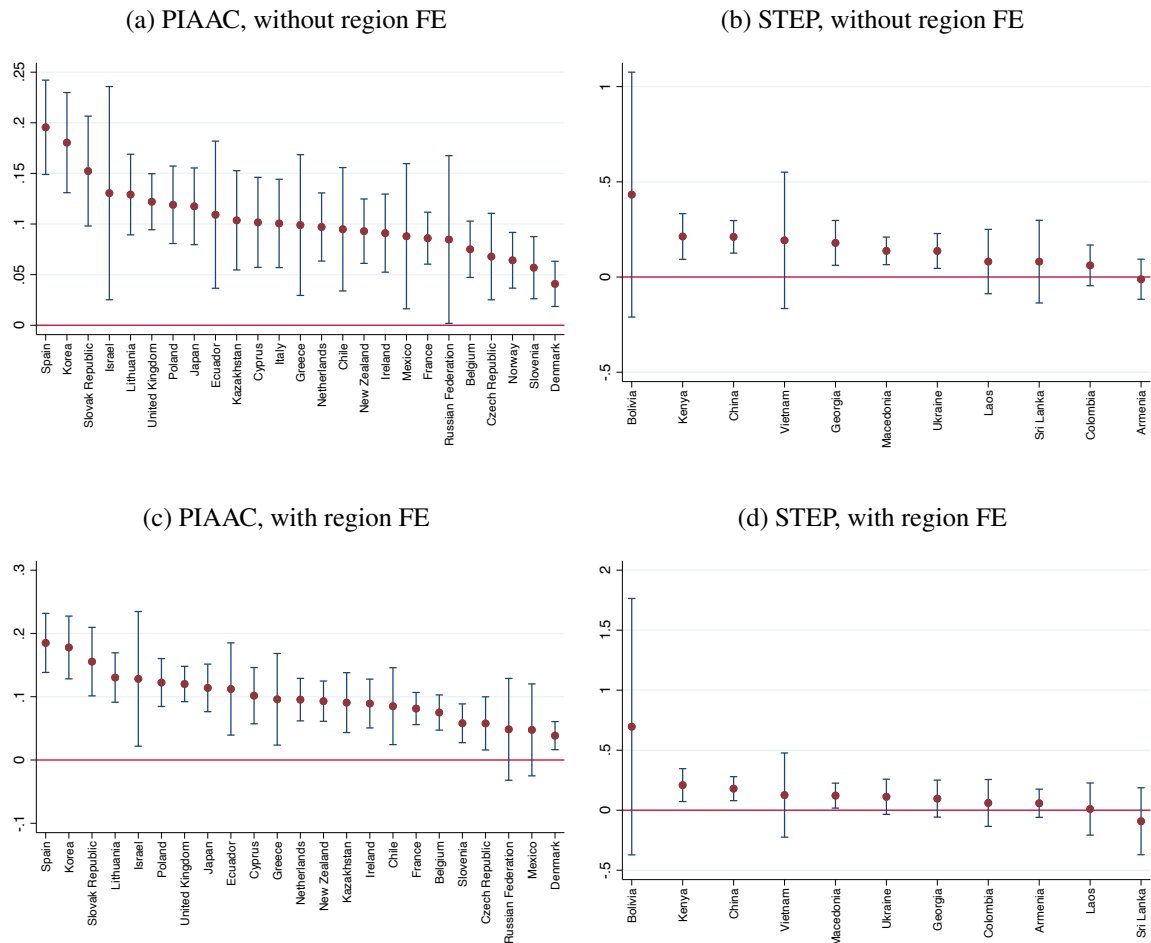 (a) PIAAC, without region FE
.25
.2
.15
.1
.05
0
Spain
Korea
Slovak Republic
Israel
Lithuania
United Kingdom
Poland
Japan
Ecuador
Kazakhstan
Cyprus
Italy
Greece
Netherlands
Chile
New Zealand
Ireland
Mexico
France
Russian Federation
Belgium
Czech Republic
Norway
Slovenia
Denmark
(b) STEP, without region FE
1
.5
0
-.5
Bolivia
Kenya
China
Vietnam
Georgia
Macedonia
Ukraine
Laos
Sri Lanka
Colombia
Armenia
(c) PIAAC, with region FE
.3
.2
.1
0
-.1
Spain
Korea
Slovak Republic
Lithuania
Israel
Poland
United Kingdom
Japan
Ecuador
Cyprus
Greece
Netherlands
New Zealand
Kazakhstan
Ireland
Chile
France
Belgium
Slovenia
Czech Republic
Russian Federation
Mexico
Denmark
(d) STEP, with region FE
2
1.5
1
.5
0
-.5
Bolivia
Kenya
China
Vietnam
Macedonia
Ukraine
Georgia
Colombia
Armenia
Laos
Sri Lanka